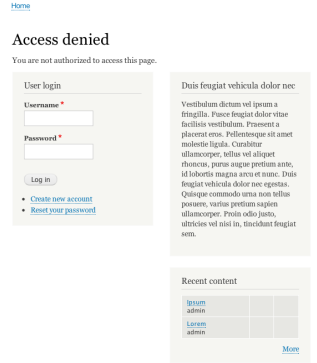 Home
Access denied
You are not authorized to access this page.
User login
Username *
Password *
Log in
Create new account
Reset your password
Duis feugiat vehicula dolor nec
Vestibulum dictum vel ipsum a
fringilla. Fusce feugiat dolor vitae
facilisis vestibulum. Praesent a
placerat eros. Pellentesque sit amet
molestie ligula. Curabitur
ullamcorper, tellus vel aliquet
rhoncus, purus augue pretium ante,
id lobortis magna arcu et nunc. Duis
feugiat vehicula dolor nec egestas.
Quisque commodo urna non tellus
posuere, varius pretium sapien
ullamcorper. Proin odio justo,
ultricies vel nisi in, tincidunt feugiat
sem.
Recent content
Ipsum
admin
Lorem
admin
More